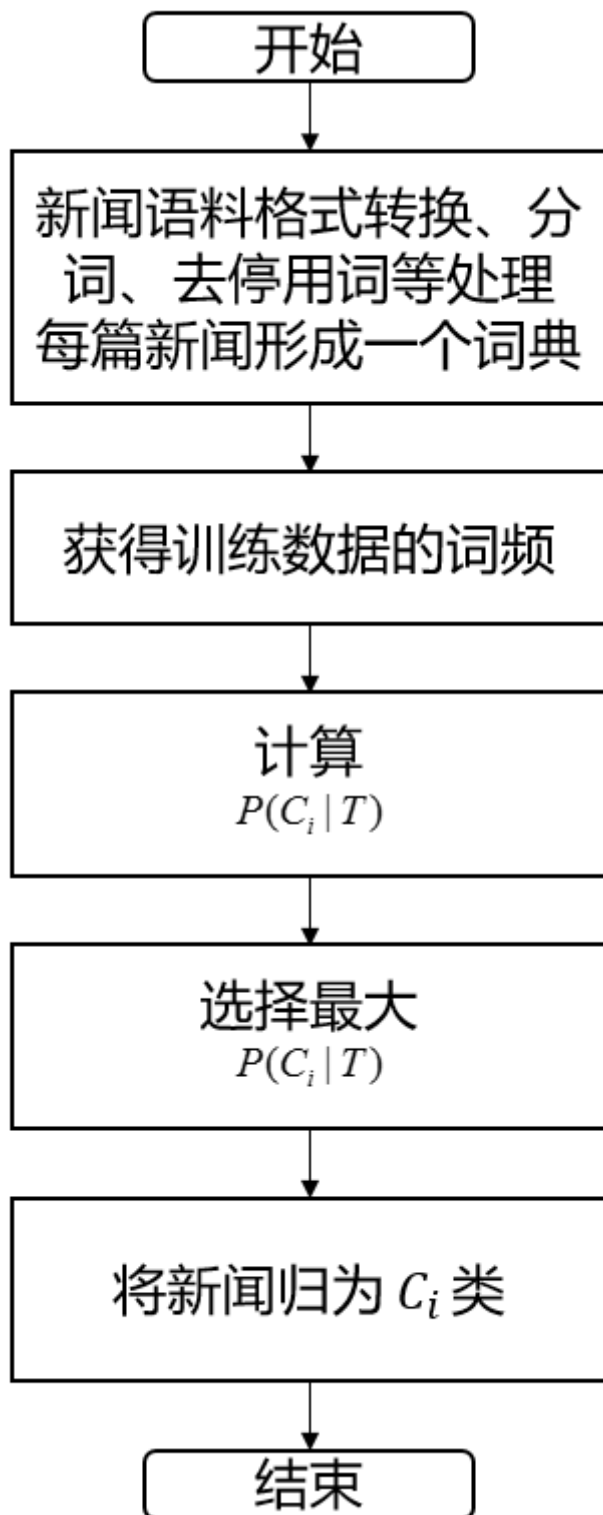 开始
新闻语料格式转换、分
词、去停用词等处理
每篇新闻形成一个词典
获得训练数据的词频
计算
P(C_i | T)
选择最大
P(C_i | T)
将新闻归为 C_i 类
结束